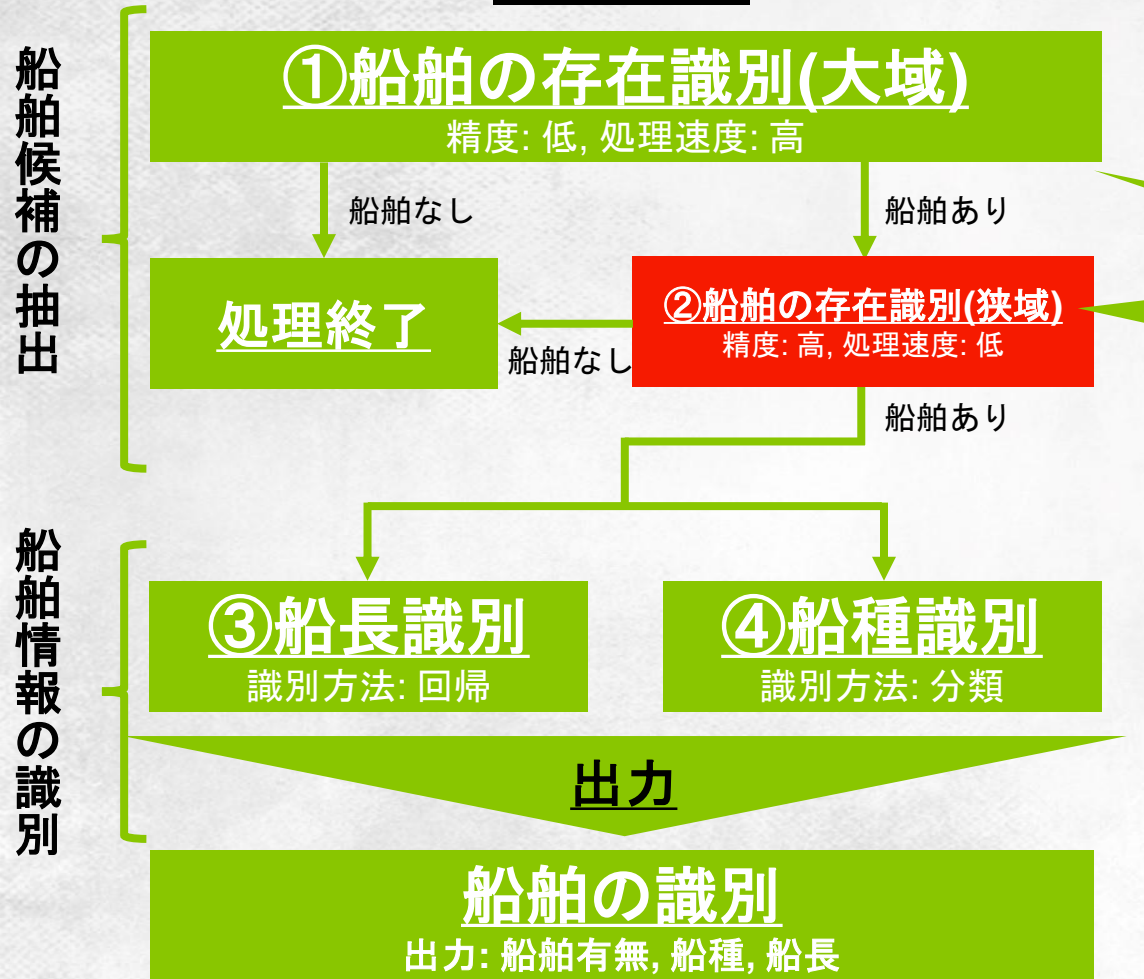 船舶候補の抽出
①船舶の存在識別(大域)
精度: 低, 処理速度: 高
船舶なし
船舶あり
処理終了
船舶なし
②船舶の存在識別(狭域)
精度: 高, 処理速度: 低
船舶あり
船舶情報の識別
③船長識別
識別方法: 回帰
④船種識別
識別方法: 分類
出力
船舶の識別
出力: 船舶有無, 船種, 船長